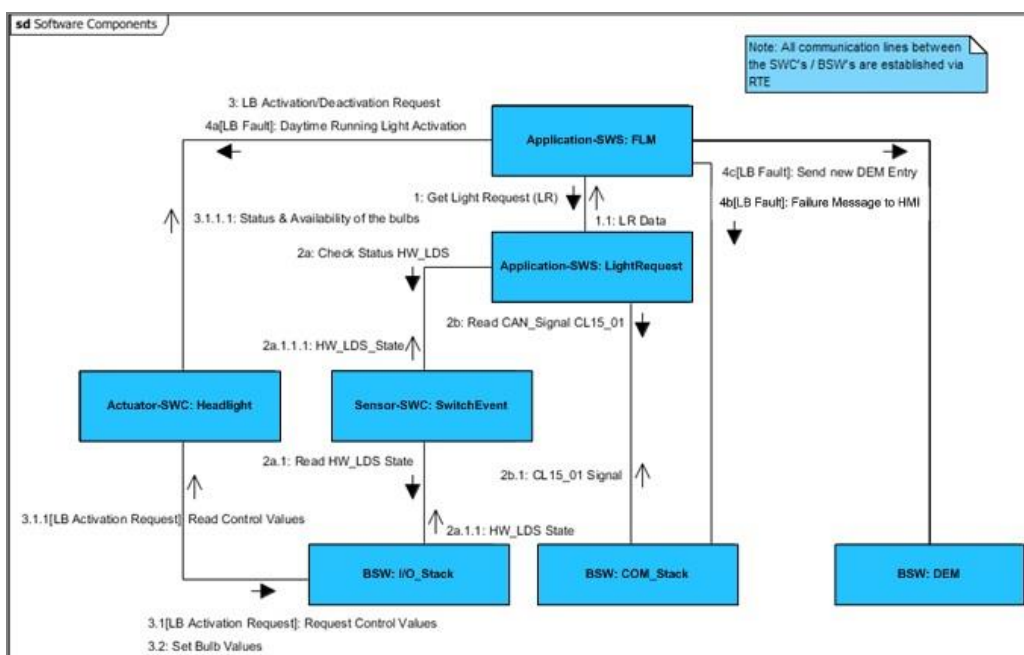 sd Software Components
Note: All communication lines between
the SWC's / BSW's are established via
RTE
3: LB Activation/Deactivation Request
4a[LB Fault]: Daytime Running Light Activation
Application-SWS: FLM
4c[LB Fault]: Send new DEM Entry
4b[LB Fault]: Failure Message to HMI
1: Get Light Request (LR)
1.1: LR Data
3.1.1.1: Status & Availability of the bulbs
2a: Check Status HW_LDS
Application-SWS: LightRequest
2b: Read CAN_Signal CL15_01
2a.1.1.1: HW_LDS_State
Actuator-SWC: Headlight
Sensor-SWC: SwitchEvent
2a.1: Read HW_LDS State
2b.1: CL15_01 Signal
3.1.1[LB Activation Request]: Read Control Values
2a.1.1: HW_LDS State
BSW: I/O_Stack
BSW: COM_Stack
BSW: DEM
3.1[LB Activation Request]: Request Control Values
3.2: Set Bulb Values